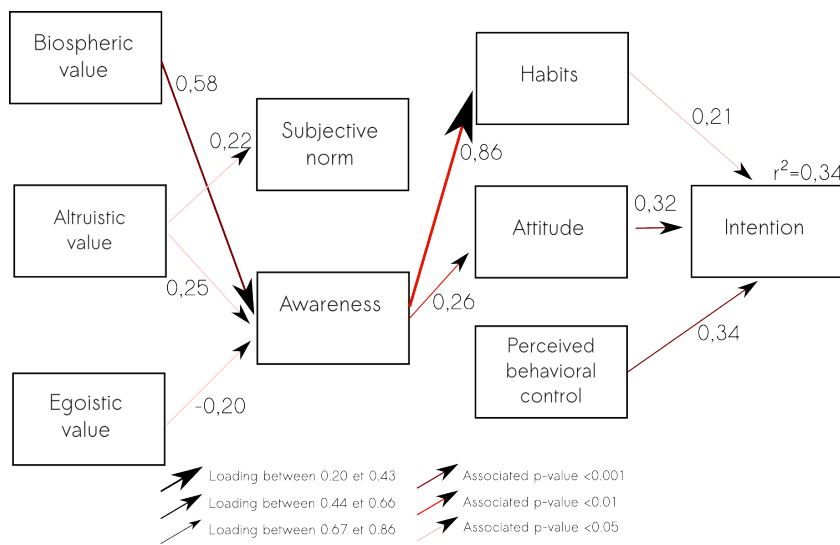 Biospheric
value
0,58
Habits
0,22
Subjective
norm
0,86
0,21
r²=0,34
Altruistic
value
0,25
Attitude
0,32
Intention
Awareness
0,26
Perceived
behavioral
control
0,34
Egoistic
value
-0,20
Loading between 0.20 et 0.43
Loading between 0.44 et 0.66
Loading between 0.67 et 0.86
Associated p-value <0.001
Associated p-value <0.01
Associated p-value <0.05